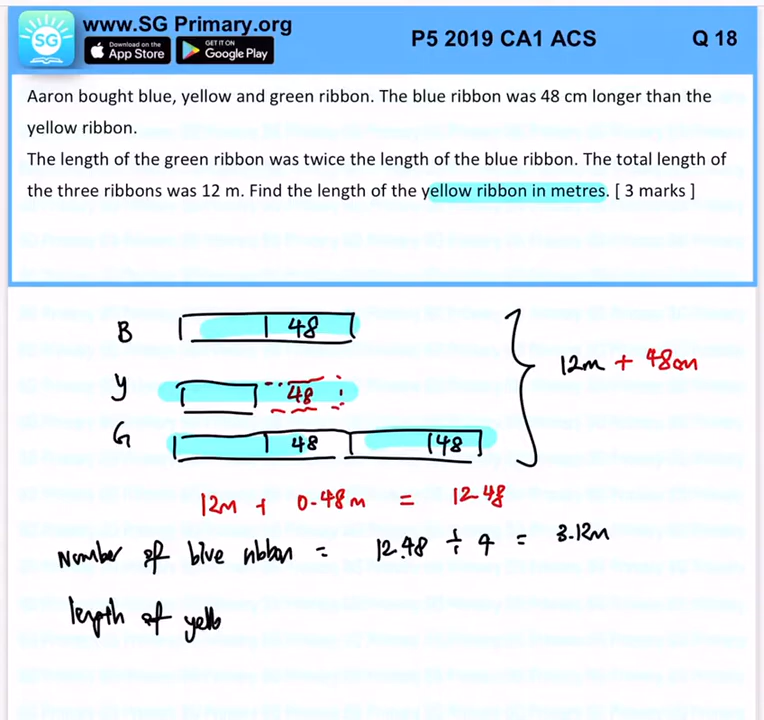 www.SG Primary.org
SG
Download on the App Store
GET IT ON Google Play
P5 2019 CA1 ACS
Q 18
Aaron bought blue, yellow and green ribbon. The blue ribbon was 48 cm longer than the
yellow ribbon.
The length of the green ribbon was twice the length of the blue ribbon. The total length of
the three ribbons was 12 m. Find the length of the yellow ribbon in metres. [ 3 marks ]
B 48
Y 48
12m + 48cm
G 48 48
12m + 0.48m = 12.48
Number of blue ribbon = 12.48 ÷ 4 = 3.12m
length of yello